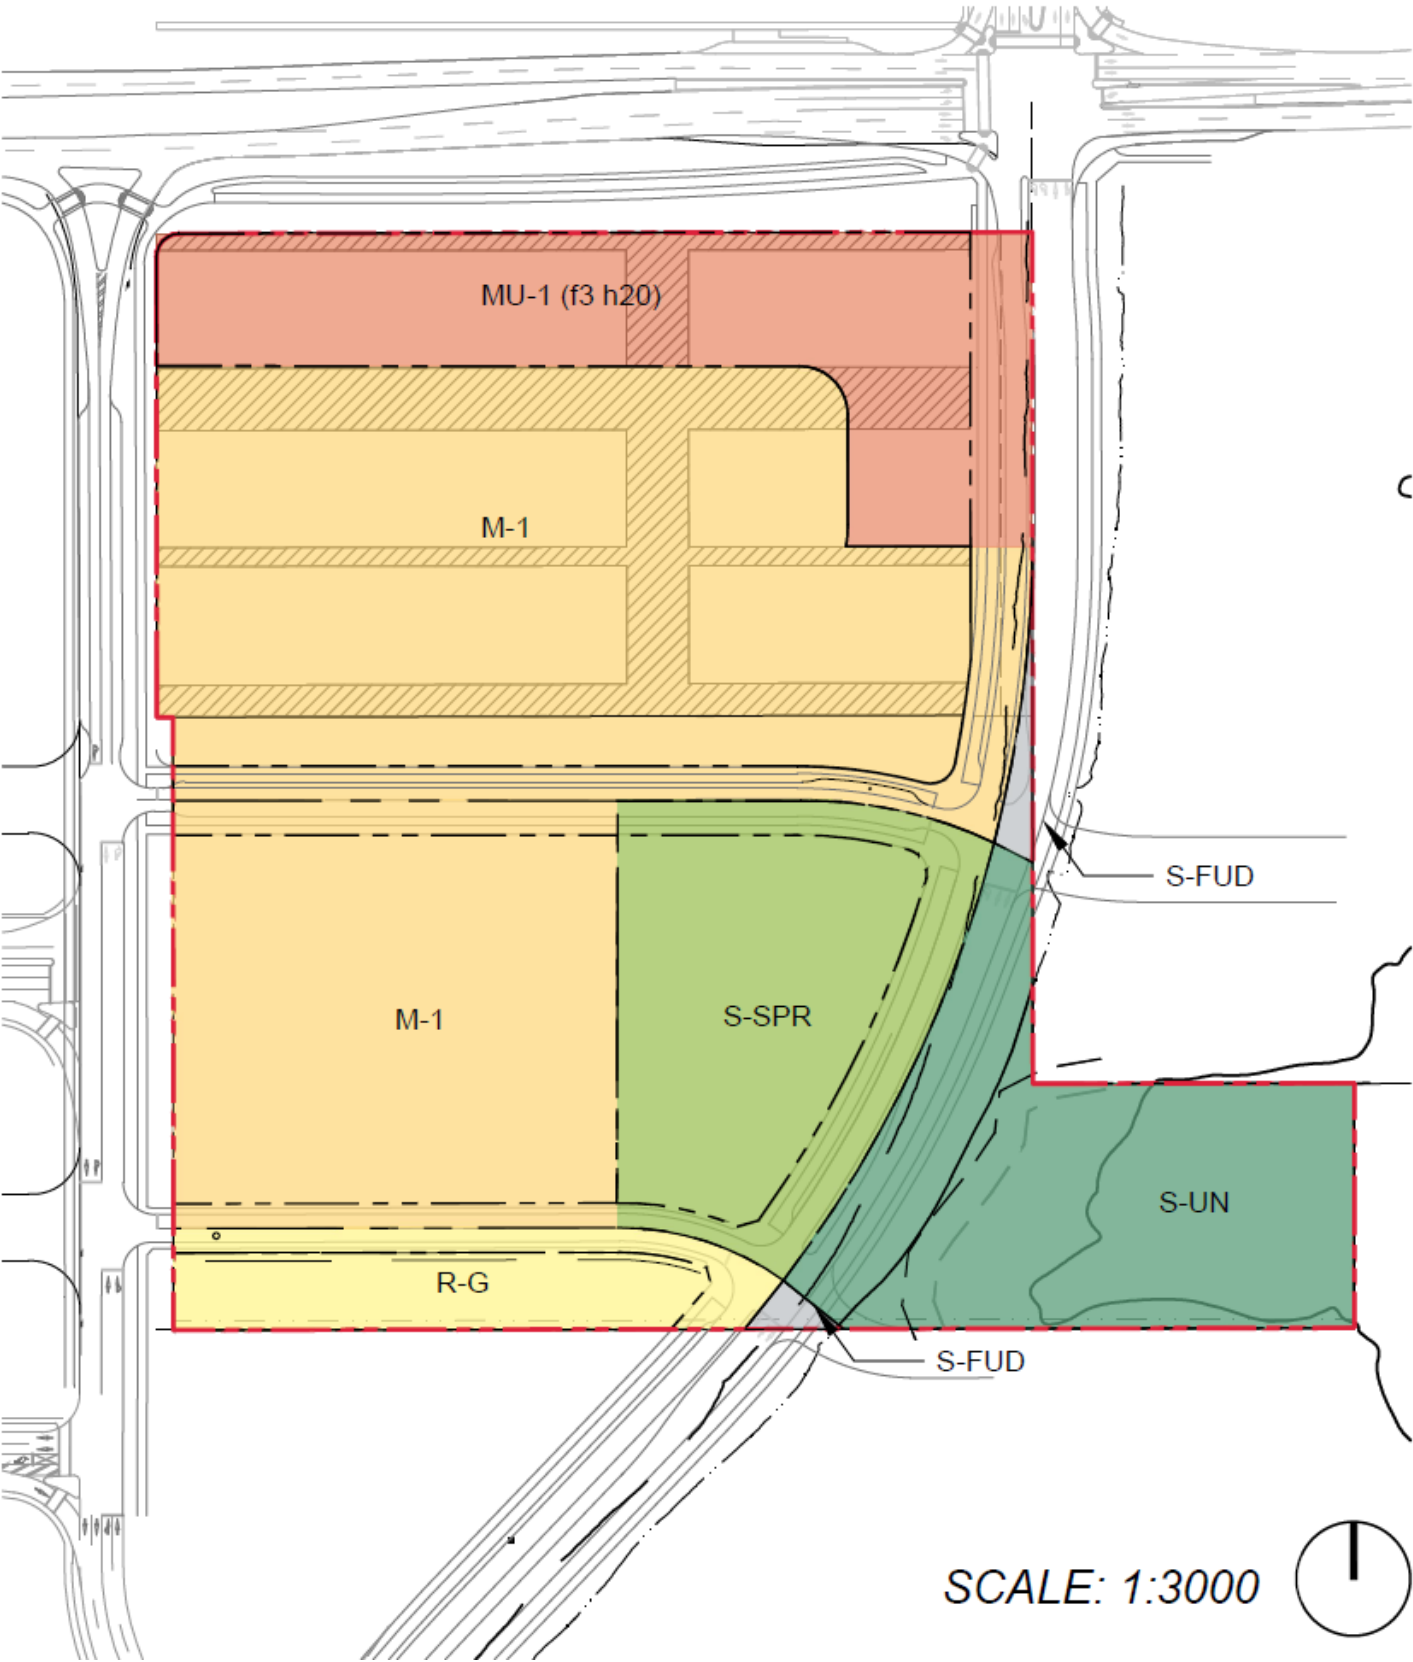 MU-1 (f3 h20)
M-1
S-FUD
M-1
S-SPR
S-UN
R-G
S-FUD
SCALE: 1:3000